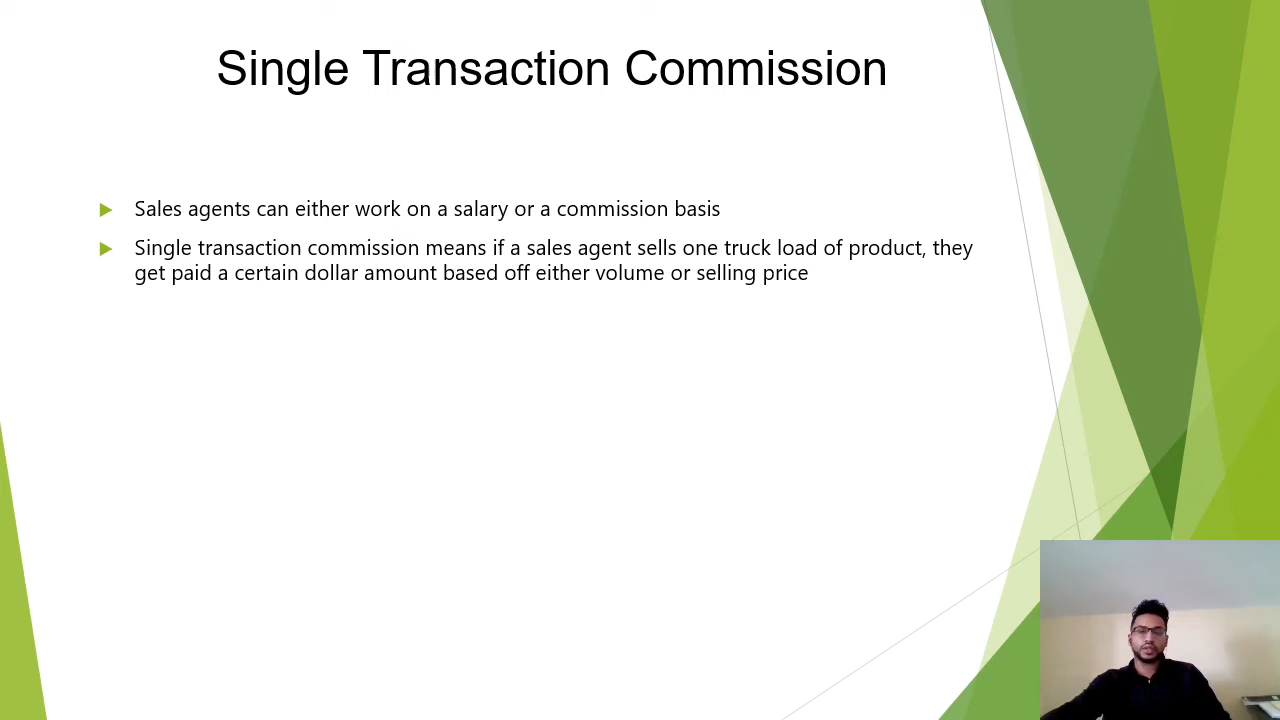 Single Transaction Commission
Sales agents can either work on a salary or a commission basis
Single transaction commission means if a sales agent sells one truck load of product, they
get paid a certain dollar amount based off either volume or selling price